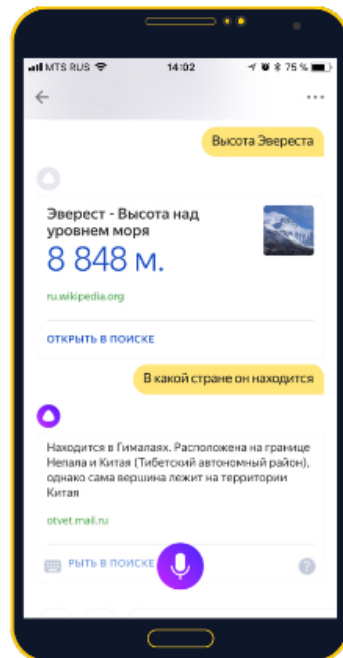 MTS RUS 14:02 75 %
Высота Эвереста
Эверест - Высота над
уровнем моря
8 848 м.
ru.wikipedia.org
ОТКРЫТЬ В ПОИСКЕ
В какой стране он находится
Находится в Гималаях. Расположена на границе
Непала и Китая (Тибетский автономный район),
однако сама вершина лежит на территории
Китая
otvet.mail.ru
РЫТЬ В ПОИСКЕ